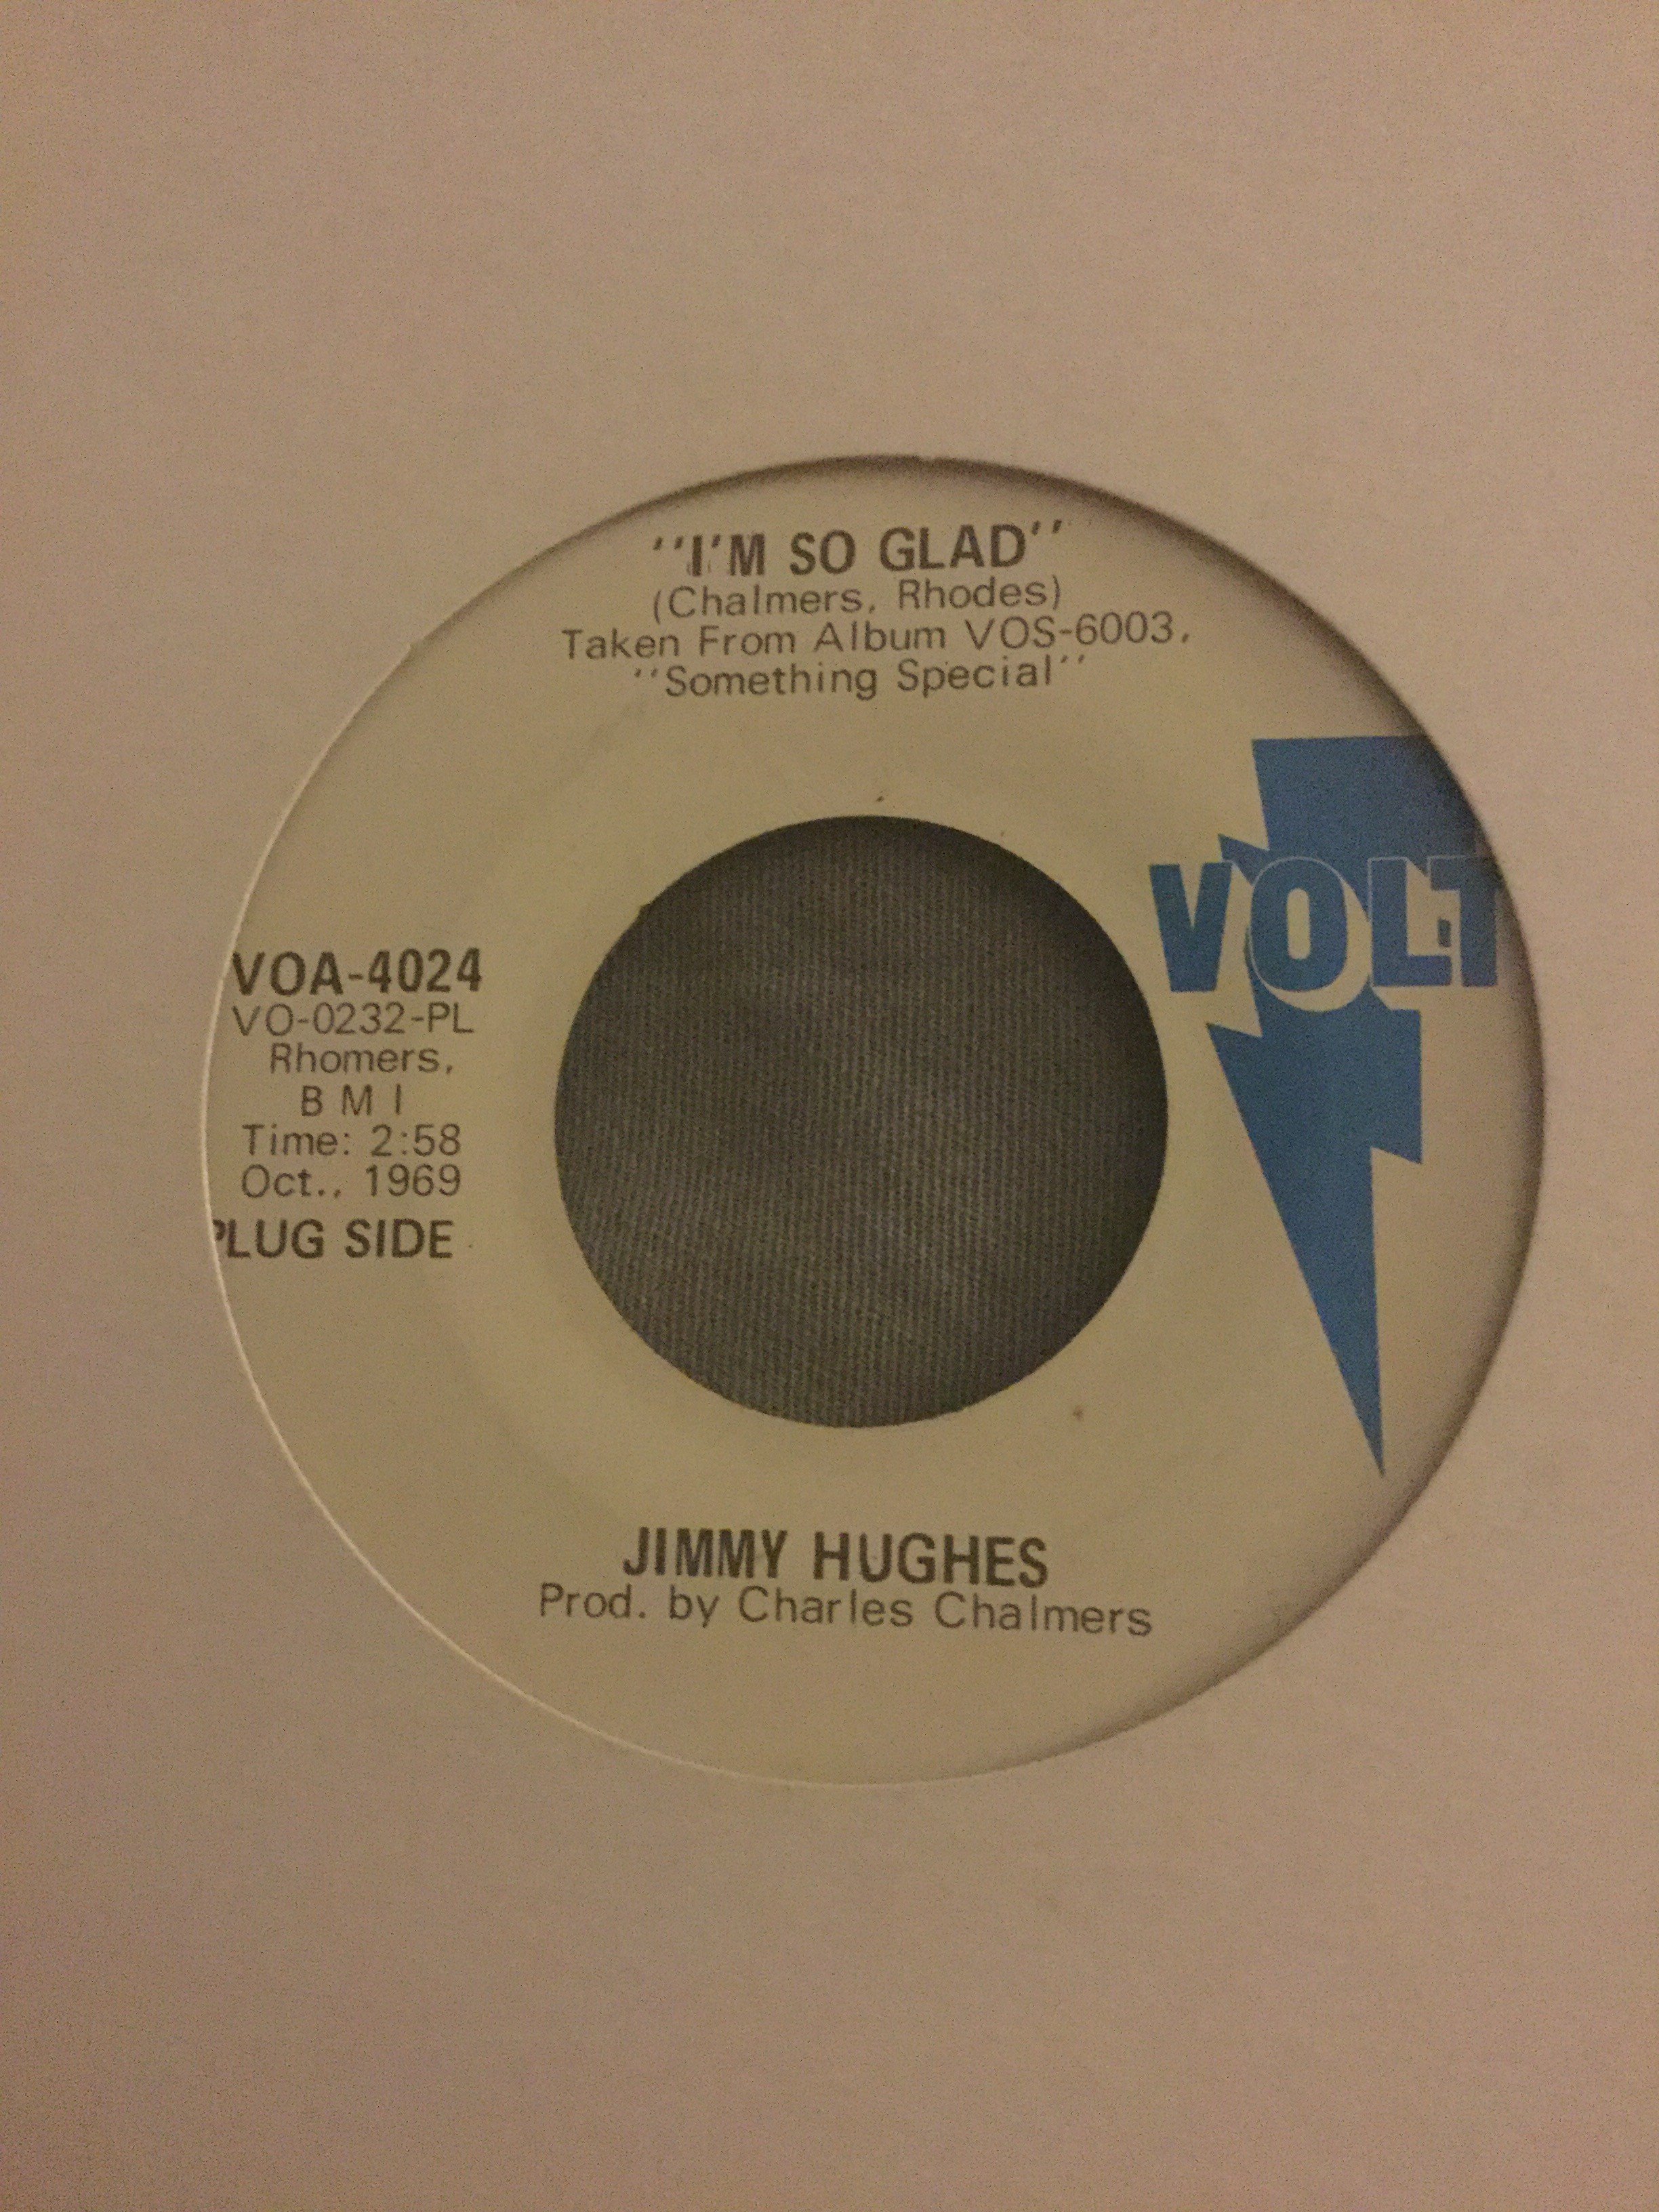 "I'M SO GLAD"
(Chalmers, Rhodes)
Taken From Album VOS-6003,
"Something Special"
VOLT
VOA-4024
VO-0232-PL
Rhomers,
B M I
Time: 2:58
Oct., 1969
PLUG SIDE
JIMMY HUGHES
Prod. by Charles Chalmers